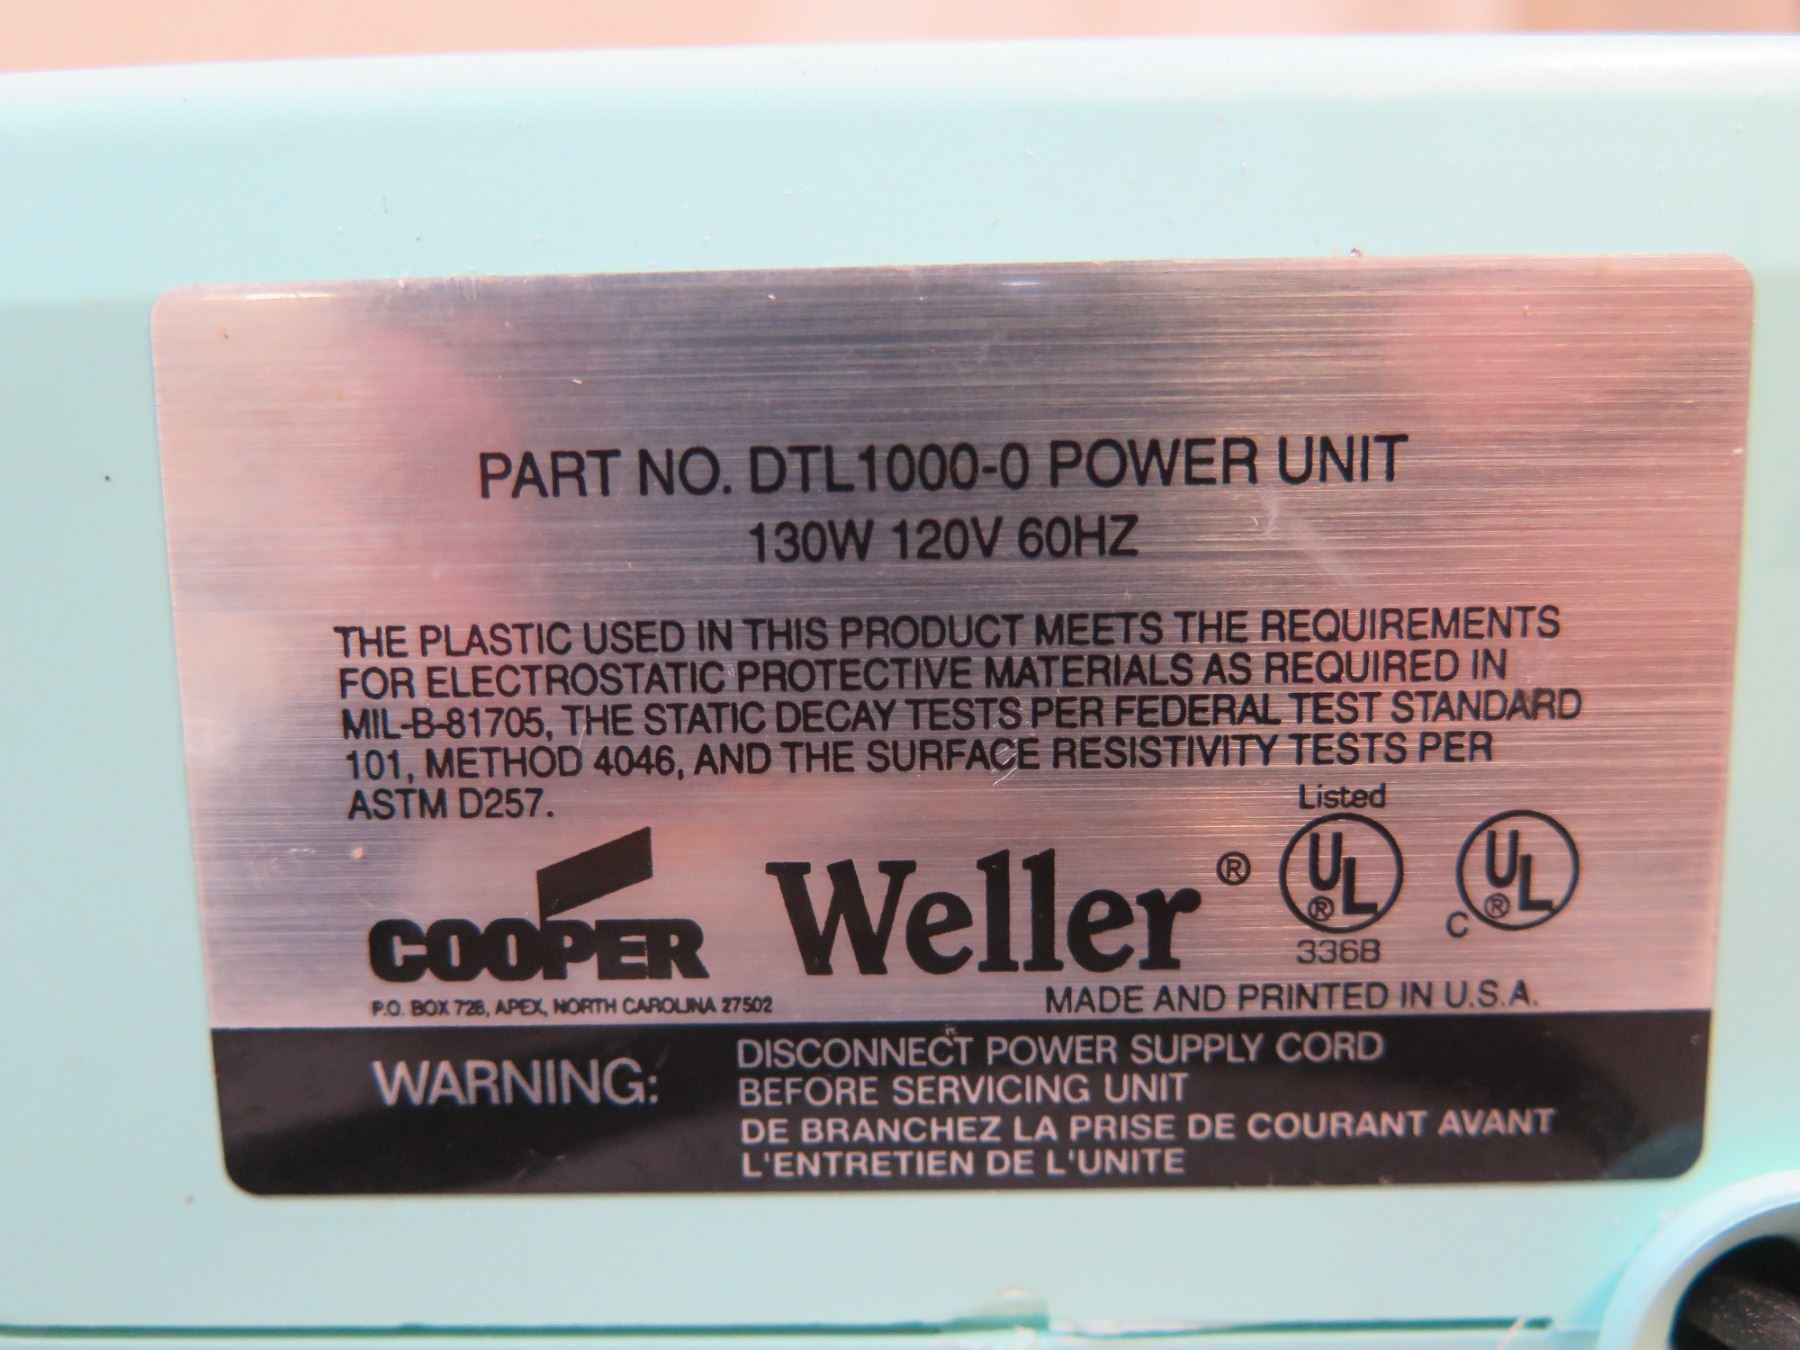 PART NO. DTL1000-0 POWER UNIT
130W 120V 60HZ
THE PLASTIC USED IN THIS PRODUCT MEETS THE REQUIREMENTS
FOR ELECTROSTATIC PROTECTIVE MATERIALS AS REQUIRED IN
MIL-B-81705, THE STATIC DECAY TESTS PER FEDERAL TEST STANDARD
101, METHOD 4046, AND THE SURFACE RESISTIVITY TESTS PER
ASTM D257.
Listed
COOPER Weller® UL® C UL®
336B
P.O. BOX 728, APEX, NORTH CAROLINA 27502
MADE AND PRINTED IN U.S.A.
WARNING: DISCONNECT POWER SUPPLY CORD
BEFORE SERVICING UNIT
DE BRANCHEZ LA PRISE DE COURANT AVANT
L'ENTRETIEN DE L'UNITE